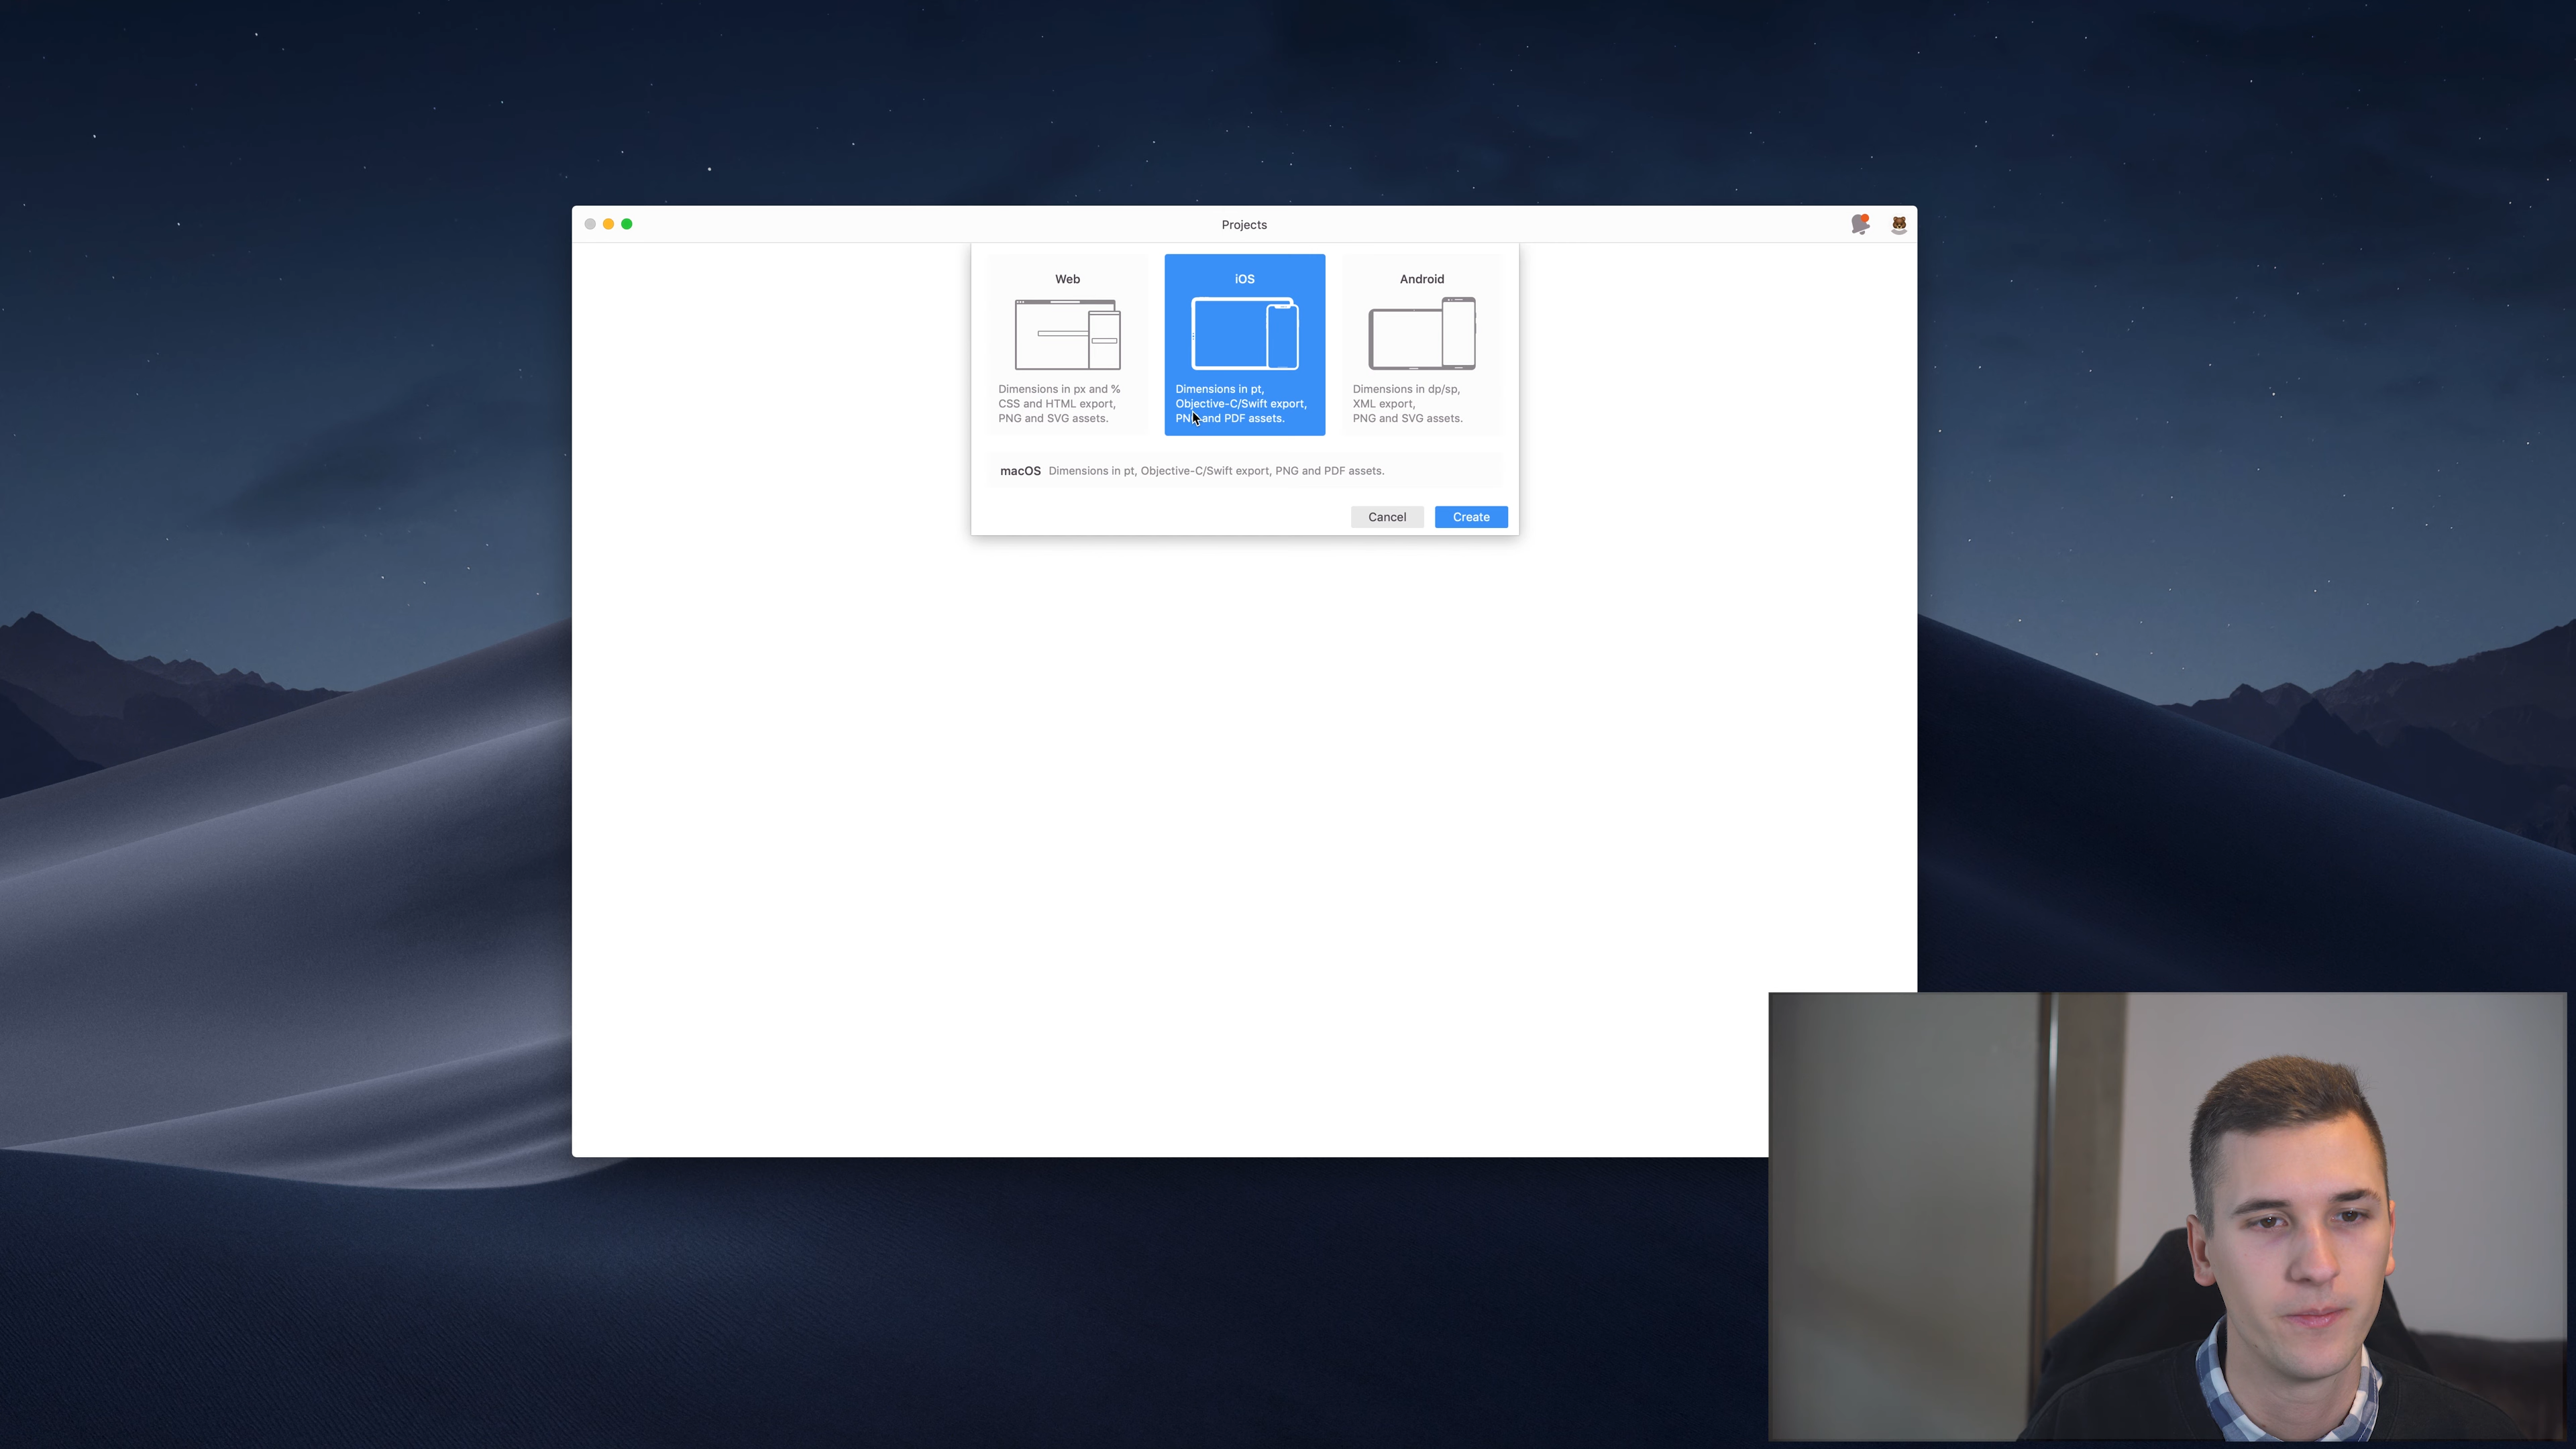 Projects
Web
Dimensions in px and %
CSS and HTML export,
PNG and SVG assets.
iOS
Dimensions in pt,
Objective-C/Swift export,
PNG and PDF assets.
Android
Dimensions in dp/sp,
XML export,
PNG and SVG assets.
macOS Dimensions in pt, Objective-C/Swift export, PNG and PDF assets.
Cancel
Create